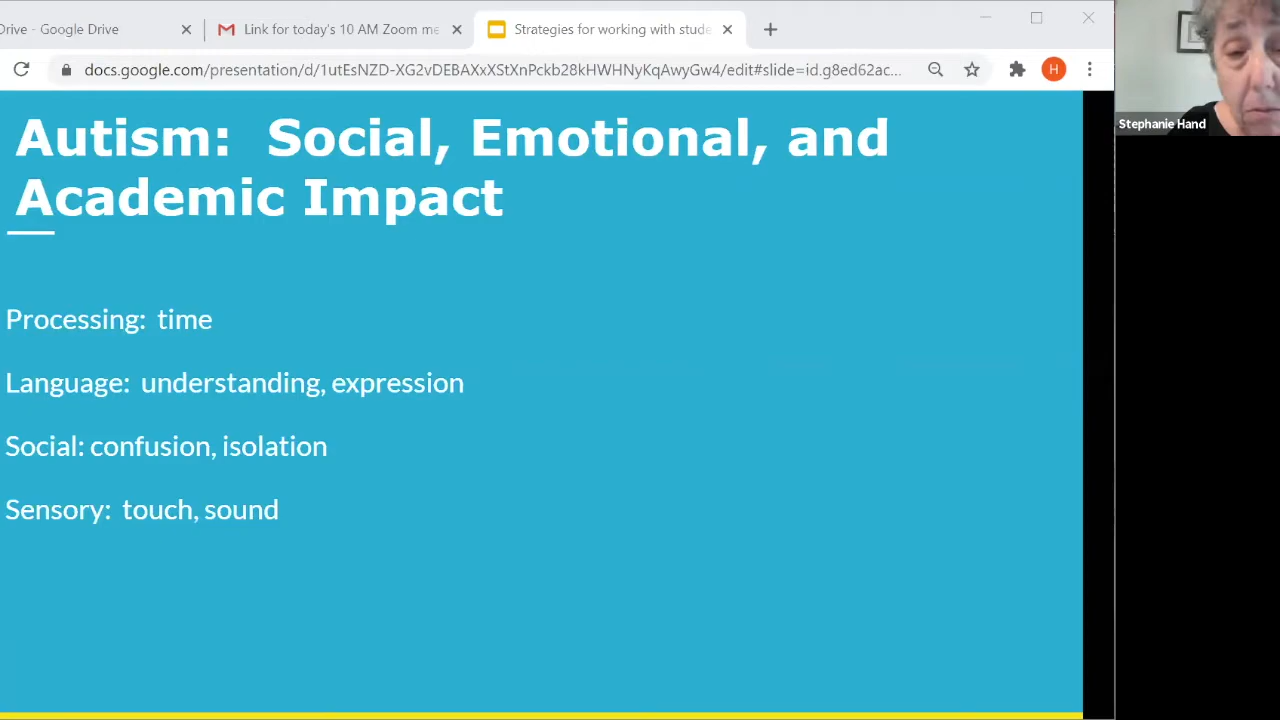 Drive - Google Drive
Link for today's 10 AM Zoom me
Strategies for working with stude
docs.google.com/presentation/d/1utEeNZD-XG2vDEBAXxXStXnPckb28kHWHNyKqAwyGw4/edit#slide=id.g8ed62ac...
H
Stephanie Hand
Autism: Social, Emotional, and
Academic Impact
Processing: time
Language: understanding, expression
Social: confusion, isolation
Sensory: touch, sound